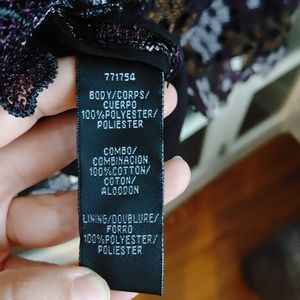 771754
BODY/CORPS/
CUERPO
100%POLYESTER/
POLIESTER
COMBO/
COMBINACION
100%COTTON/
COTON/
ALGODON
LINING/DOUBLURE/
FORRO
100%POLYESTER/
POLIESTER